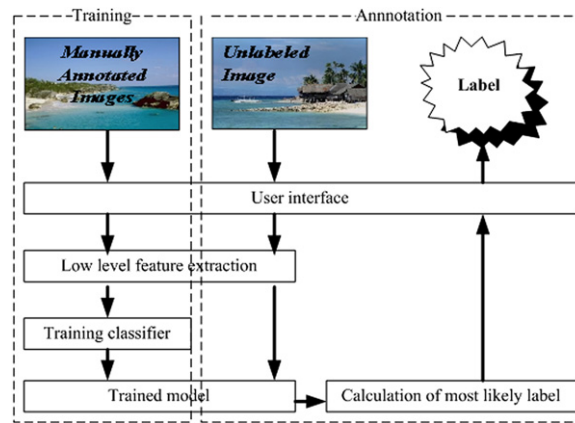 Training
Annnotation
Manually
Annotated
Images
Unlabeled
Image
Label
User interface
Low level feature extraction
Training classifier
Trained model
Calculation of most likely label